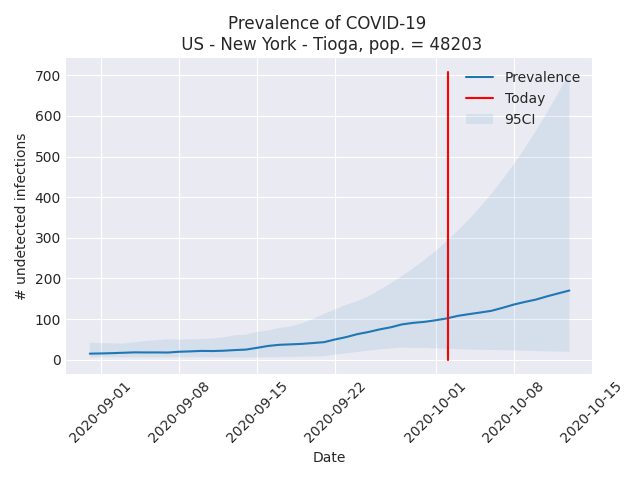 Prevalence of COVID-19
US - New York - Tioga, pop. = 48203
700
600
500
400
300
200
100
0
# undetected infections
Prevalence
Today
95CI
2020-09-01
2020-09-08
2020-09-15
2020-09-22
2020-10-01
2020-10-08
2020-10-15
Date